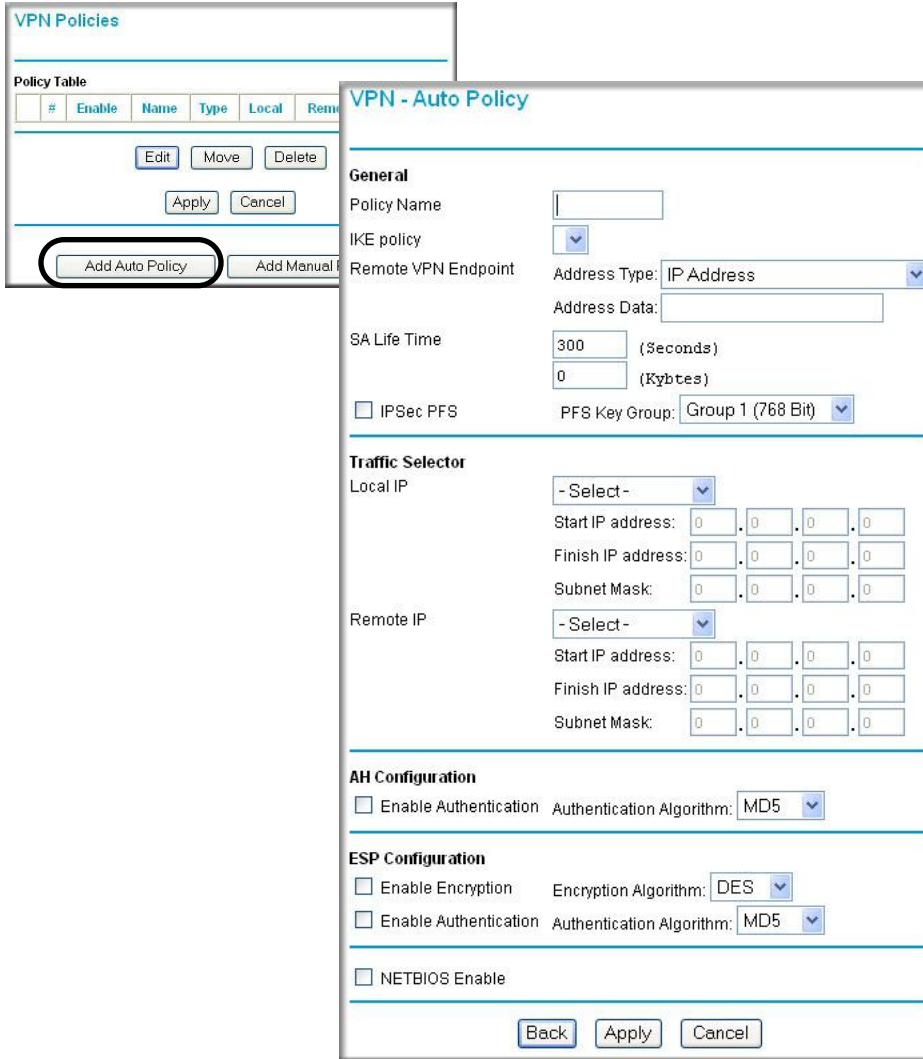 VPN Policies
Policy Table
# Enable Name Type Local
Edit Move Delete
Apply Cancel
Add Auto Policy Add Manual
VPN - Auto Policy
General
Policy Name
IKE policy
Remote VPN Endpoint Address Type: IP Address
Address Data:
SA Life Time 300 (Seconds)
0 (Kybtes)
IPSec PFS PFS Key Group: Group 1 (768 Bit)
Traffic Selector
Local IP - Select -
Start IP address: 0 . 0 . 0 . 0
Finish IP address: 0 . 0 . 0 . 0
Subnet Mask: 0 . 0 . 0 . 0
Remote IP - Select -
Start IP address: 0 . 0 . 0 . 0
Finish IP address: 0 . 0 . 0 . 0
Subnet Mask: 0 . 0 . 0 . 0
AH Configuration
Enable Authentication Authentication Algorithm: MD5
ESP Configuration
Enable Encryption Encryption Algorithm: DES
Enable Authentication Authentication Algorithm: MD5
NETBIOS Enable
Back Apply Cancel